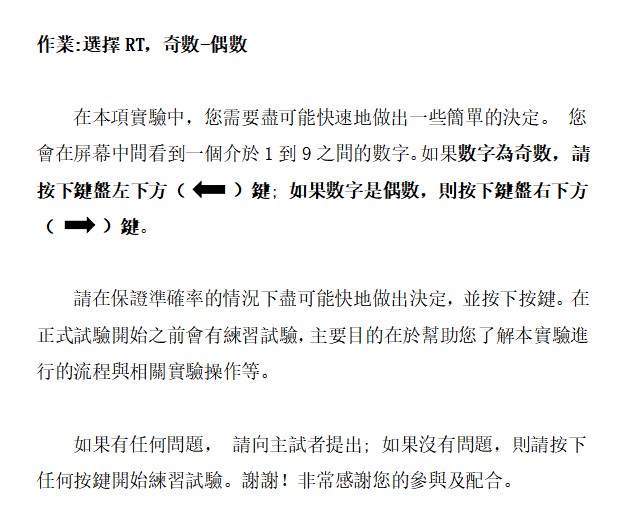 作業:選擇 RT，奇數-偶數
在本項實驗中，您需要盡可能快速地做出一些簡單的決定。 您
會在屏幕中間看到一個介於 1 到 9 之間的數字。如果數字為奇數，請
按下鍵盤左下方（ ⬅ ）鍵; 如果數字是偶數，則按下鍵盤右下方
（ ➡ ）鍵。
請在保證準確率的情況下盡可能快地做出決定，並按下按鍵。在
正式試驗開始之前會有練習試驗，主要目的在於幫助您了解本實驗進
行的流程與相關實驗操作等。
如果有任何問題， 請向主試者提出; 如果沒有問題，則請按下
任何按鍵開始練習試驗。謝謝！非常感謝您的參與及配合。